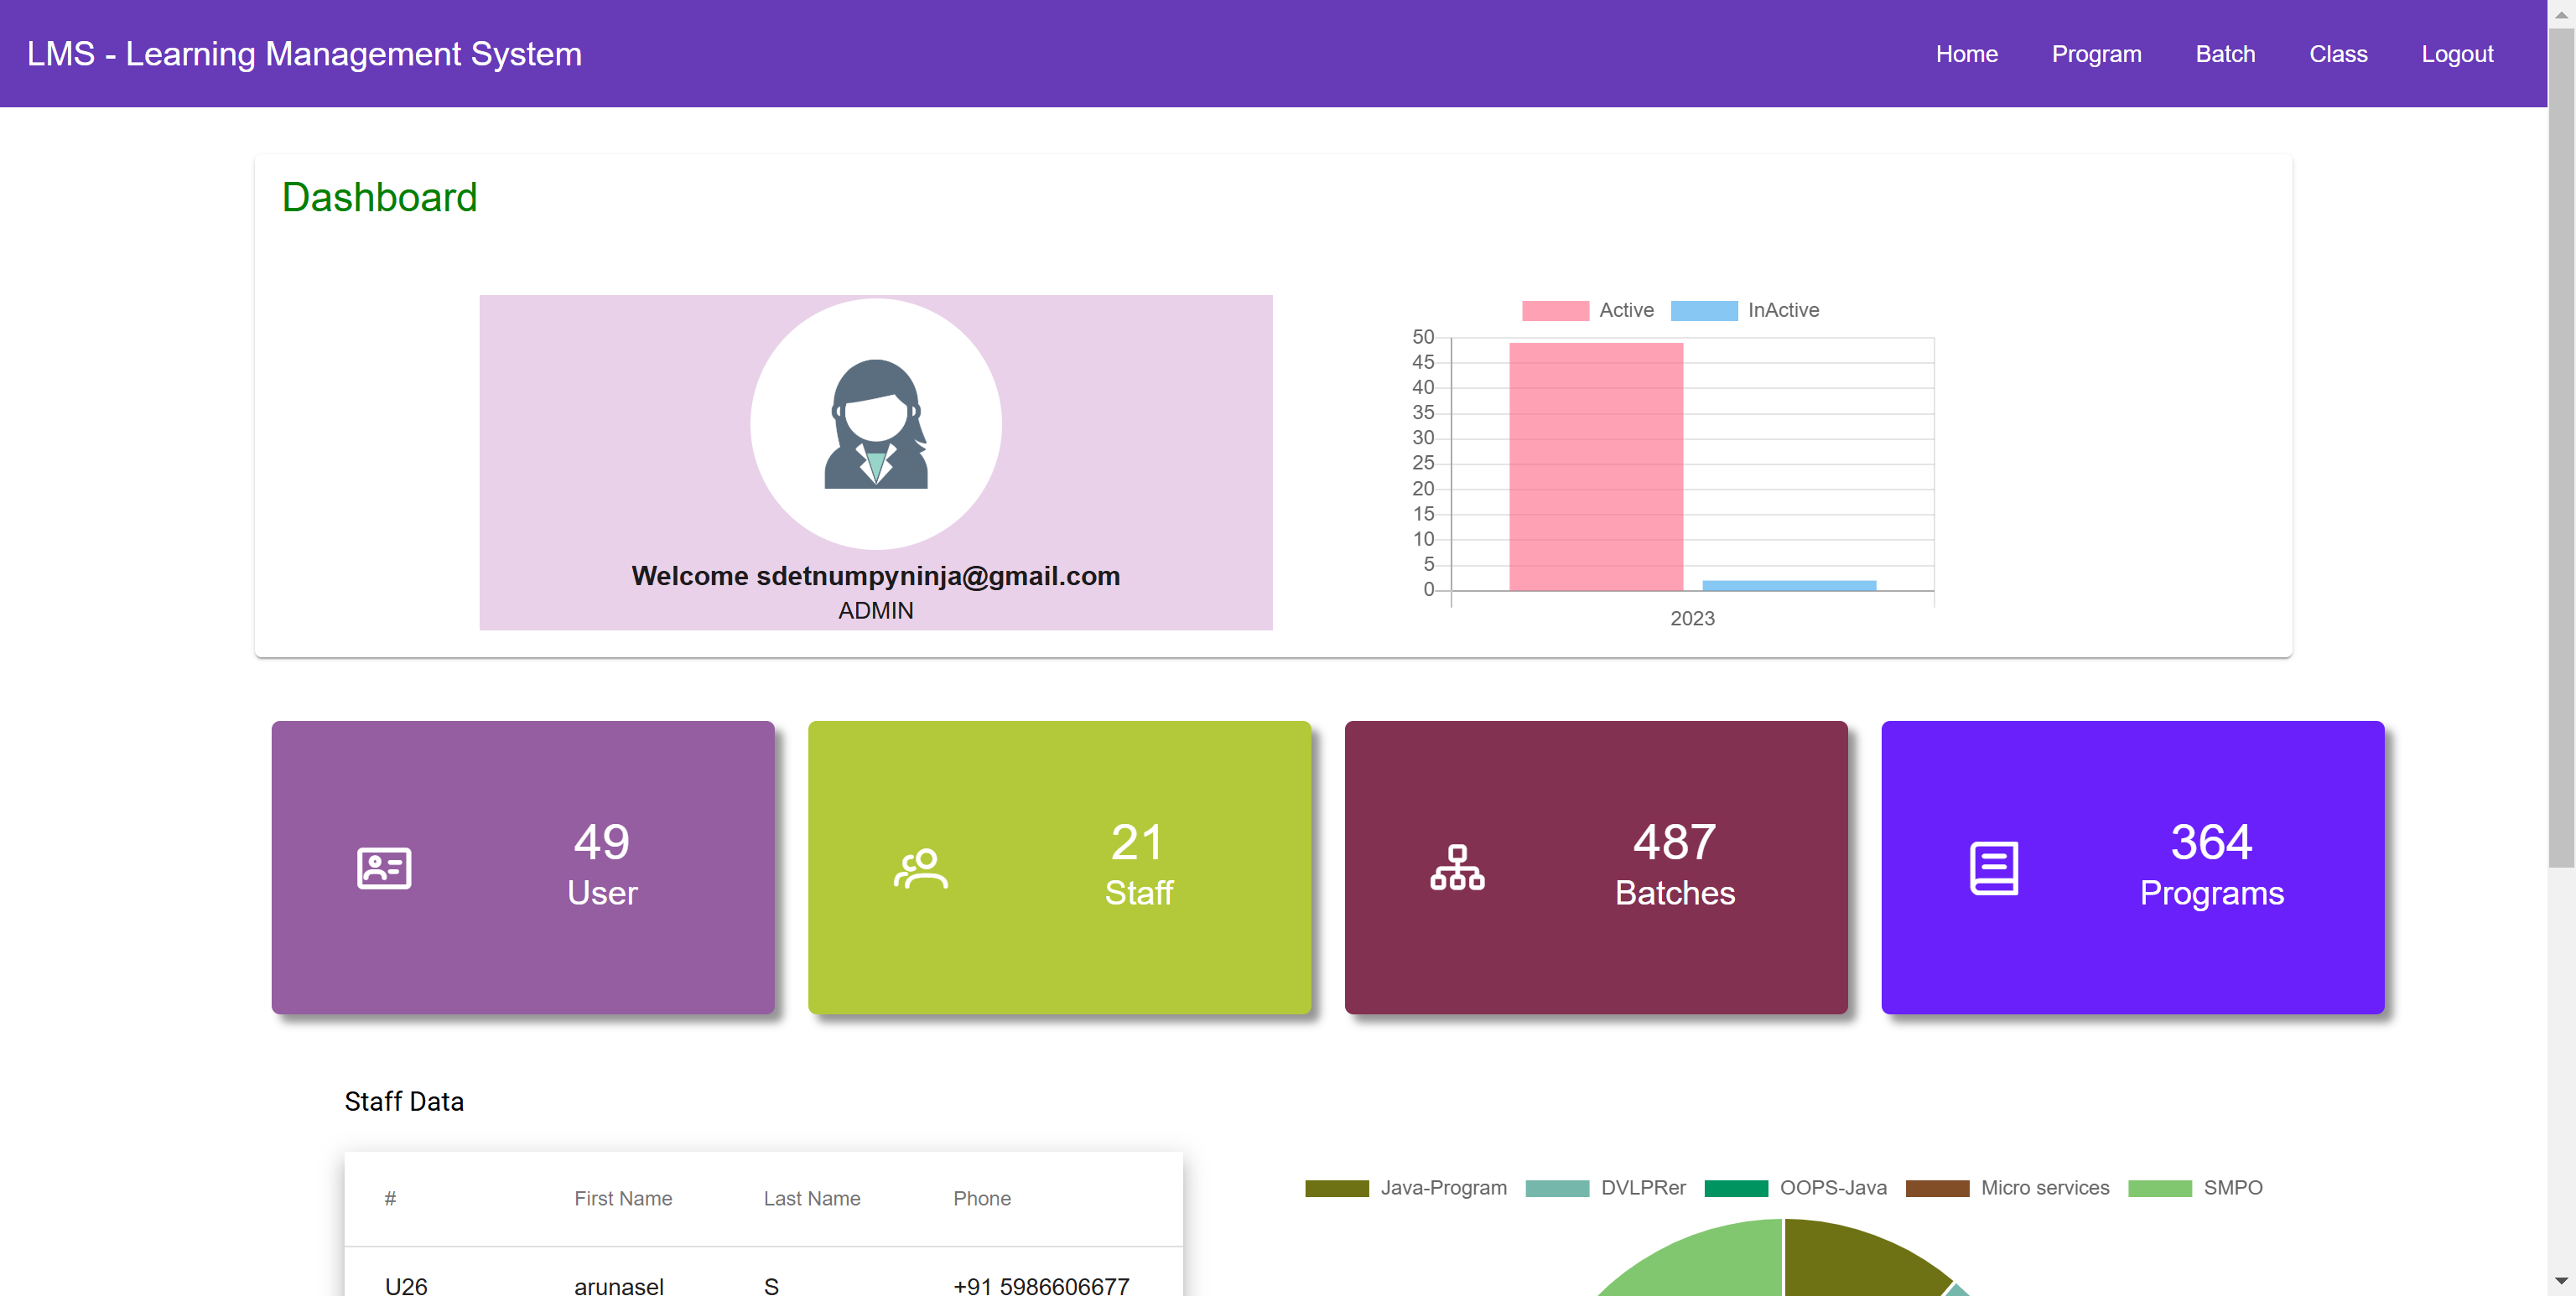 LMS - Learning Management System
Home Program Batch Class Logout
Dashboard
Welcome sdetnumpyninja@gmail.com
ADMIN
Active InActive
50
45
40
35
30
25
20
15
10
5
0
2023
49
User
21
Staff
487
Batches
364
Programs
Staff Data
# First Name Last Name Phone
U26 arunasel S +91 5986606677
Java-Program DVLPRer OOPS-Java Micro services SMPO